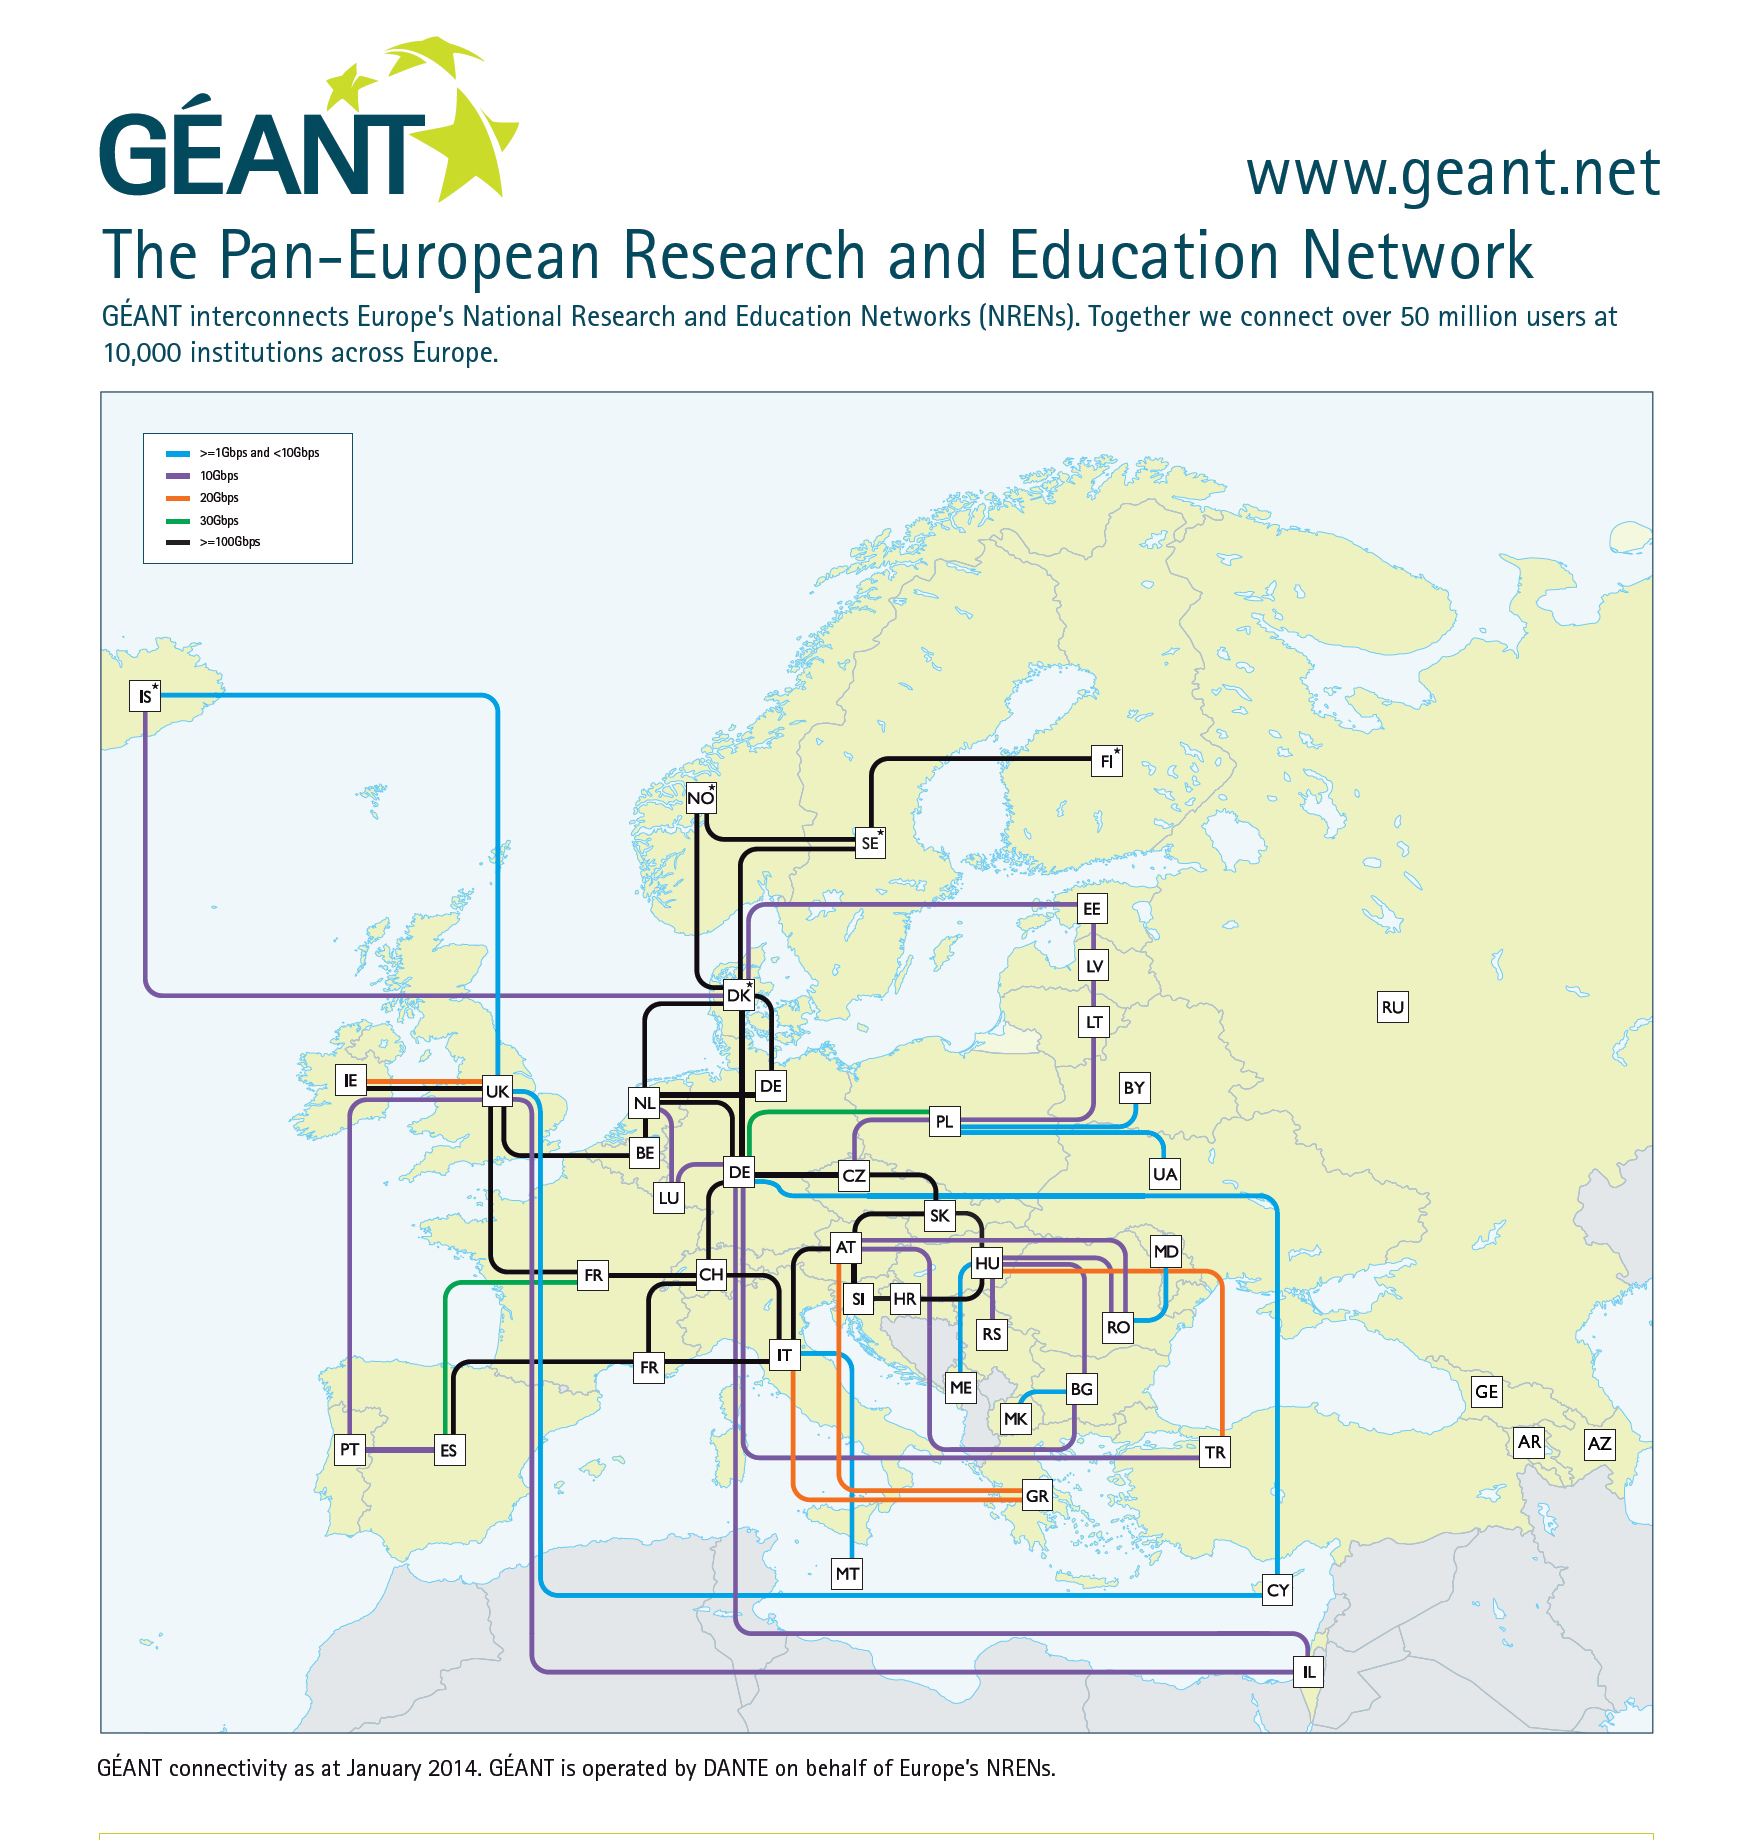 GÉANT
www.geant.net
The Pan-European Research and Education Network
GÉANT interconnects Europe's National Research and Education Networks (NRENs). Together we connect over 50 million users at
10,000 institutions across Europe.
>=1Gbps and <10Gbps
10Gbps
20Gbps
30Gbps
>=100Gbps
IS*
FI*
NO*
SE*
EE
LV
DK*
RU
LT
IE
UK
DE
BY
NL
PL
BE
DE
CZ
UA
LU
SK
AT
MD
HU
FR
CH
SI
HR
RO
RS
IT
FR
ME
BG
GE
MK
PT
ES
TR
AR
AZ
GR
MT
CY
IL
GÉANT connectivity as at January 2014. GÉANT is operated by DANTE on behalf of Europe's NRENs.